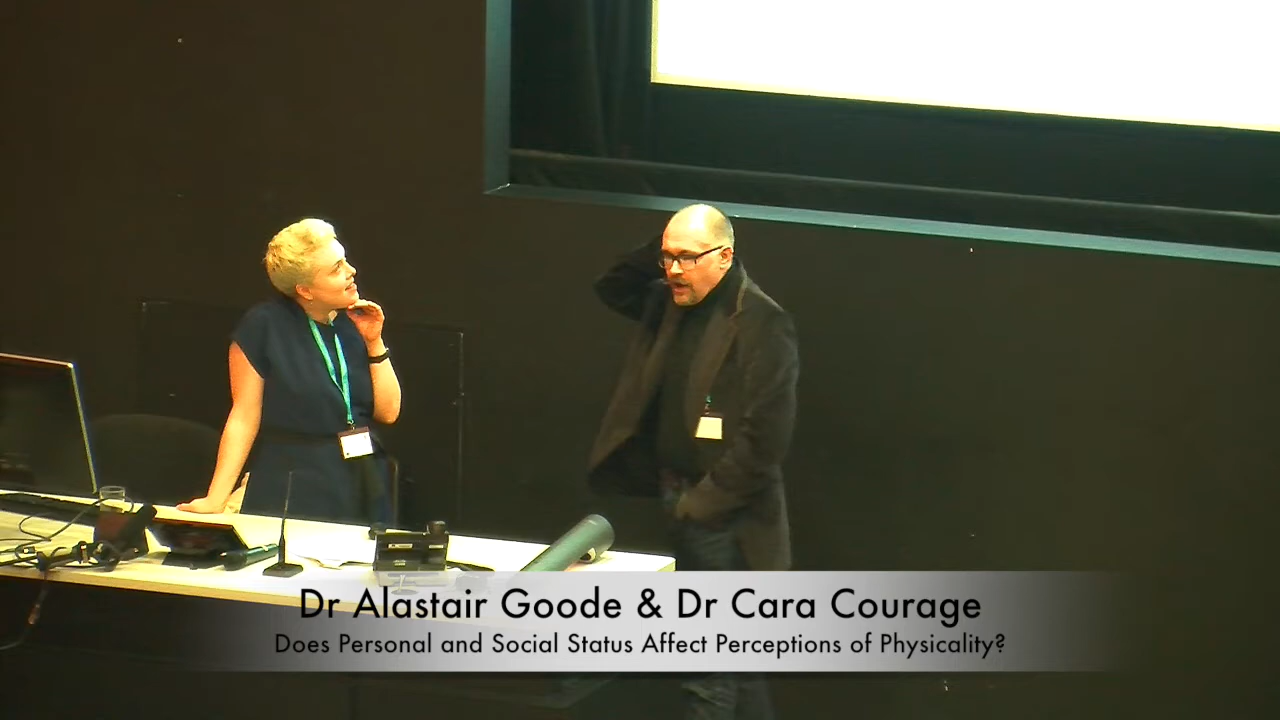 Dr Alastair Goode & Dr Cara Courage
Does Personal and Social Status Affect Perceptions of Physicality?